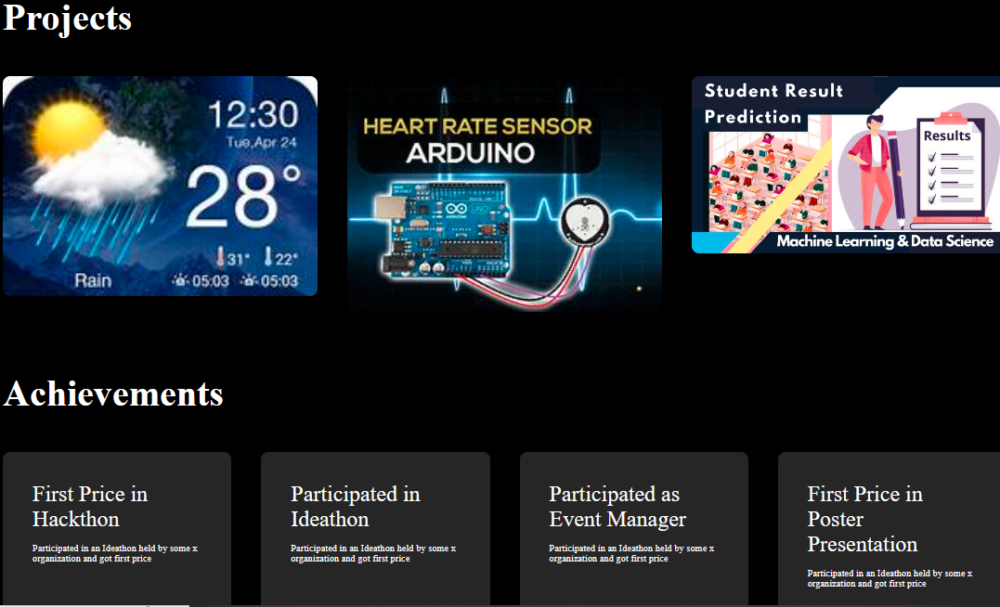 Projects
12:30
Tue,Apr 24
28°
31° 22°
Rain 05:03 05:03
HEART RATE SENSOR
ARDUINO
UNO
ARDUINO
Student Result
Prediction
Results
Machine Learning & Data Science
Achievements
First Price in
Hackthon
Participated in an Ideathon held by some x
organization and got first price
Participated in
Ideathon
Participated in an Ideathon held by some x
organization and got first price
Participated as
Event Manager
Participated in an Ideathon held by some x
organization and got first price
First Price in
Poster
Presentation
Participated in an Ideathon held by some x
organization and got first price